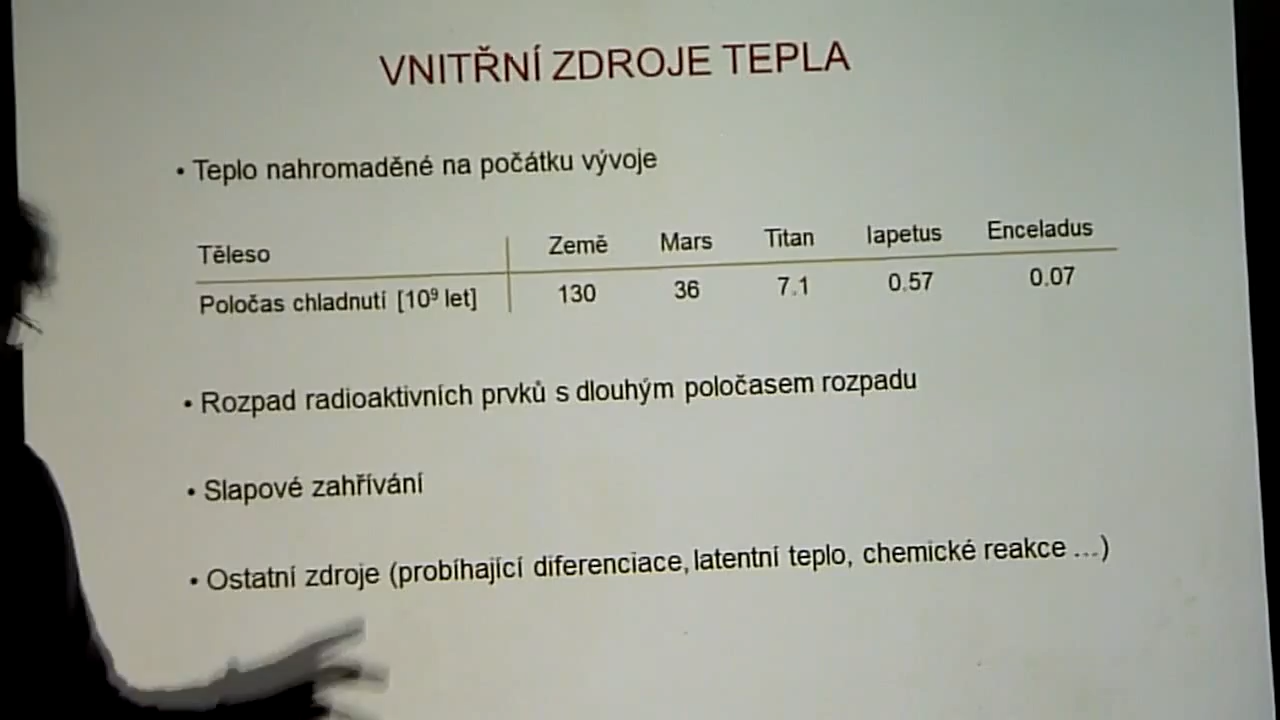 VNITŘNÍ ZDROJE TEPLA
• Teplo nahromaděné na počátku vývoje
Těleso Země Mars Titan Iapetus Enceladus
Poločas chladnutí [10⁹ let] 130 36 7.1 0.57 0.07
• Rozpad radioaktivních prvků s dlouhým poločasem rozpadu
• Slapové zahřívání
• Ostatní zdroje (probíhající diferenciace, latentní teplo, chemické reakce ...)